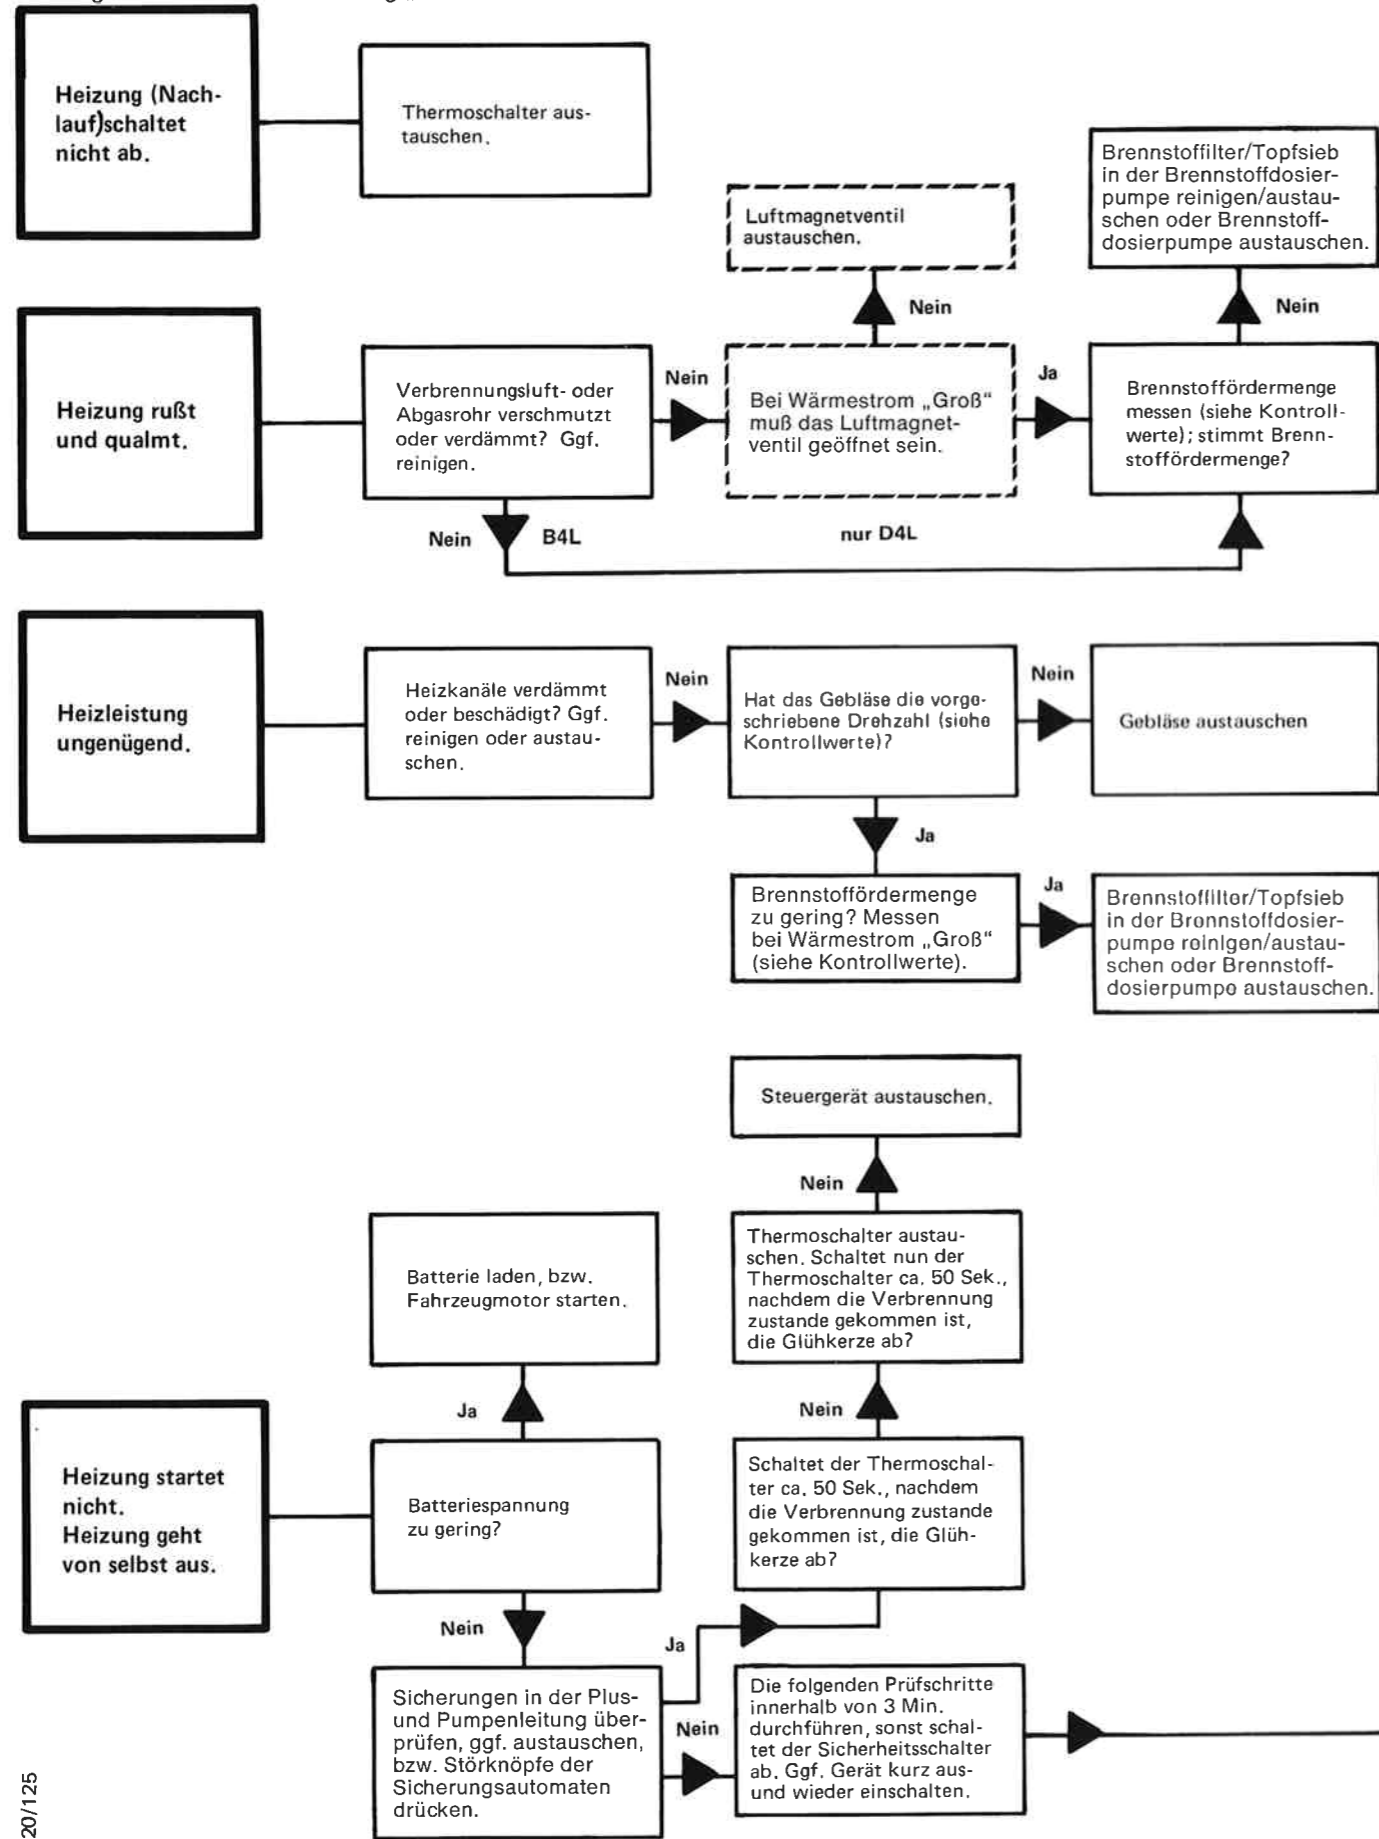 Heizung (Nach-
lauf)schaltet
nicht ab.
Thermoschalter aus-
tauschen.
Luftmagnetventil
austauschen.
Nein
Brennstoffilter/Topfsieb
in der Brennstoffdosier-
pumpe reinigen/austau-
schen oder Brennstoff-
dosierpumpe austauschen.
Nein
Heizung rußt
und qualmt.
Verbrennungsluft- oder
Abgasrohr verschmutzt
oder verdämmt? Ggf.
reinigen.
Nein
Bei Wärmestrom „Groß“
muß das Luftmagnet-
ventil geöffnet sein.
Ja
Brennstoffördermenge
messen (siehe Kontroll-
werte); stimmt Brenn-
stoffördermenge?
Nein
B4L
nur D4L
Heizleistung
ungenügend.
Heizkanäle verdämmt
oder beschädigt? Ggf.
reinigen oder austau-
schen.
Nein
Hat das Gebläse die vorge-
schriebene Drehzahl (siehe
Kontrollwerte)?
Nein
Gebläse austauschen
Ja
Brennstoffördermenge
zu gering? Messen
bei Wärmestrom „Groß“
(siehe Kontrollwerte).
Ja
Brennstoffilter/Topfsieb
in der Brennstoffdosier-
pumpe reinigen/austau-
schen oder Brennstoff-
dosierpumpe austauschen.
Steuergerät austauschen.
Nein
Thermoschalter austau-
schen. Schaltet nun der
Thermoschalter ca. 50 Sek.,
nachdem die Verbrennung
zustande gekommen ist,
die Glühkerze ab?
Nein
Batterie laden, bzw.
Fahrzeugmotor starten.
Ja
Heizung startet
nicht.
Heizung geht
von selbst aus.
Batteriespannung
zu gering?
Schaltet der Thermoschal-
ter ca. 50 Sek., nachdem
die Verbrennung zustande
gekommen ist, die Glüh-
kerze ab?
Nein
Ja
Sicherungen in der Plus-
und Pumpenleitung über-
prüfen, ggf. austauschen,
bzw. Störknöpfe der
Sicherungsautomaten
drücken.
Nein
Die folgenden Prüfschritte
innerhalb von 3 Min.
durchführen, sonst schal-
tet der Sicherheitsschalter
ab. Ggf. Gerät kurz aus-
und wieder einschalten.
20/125